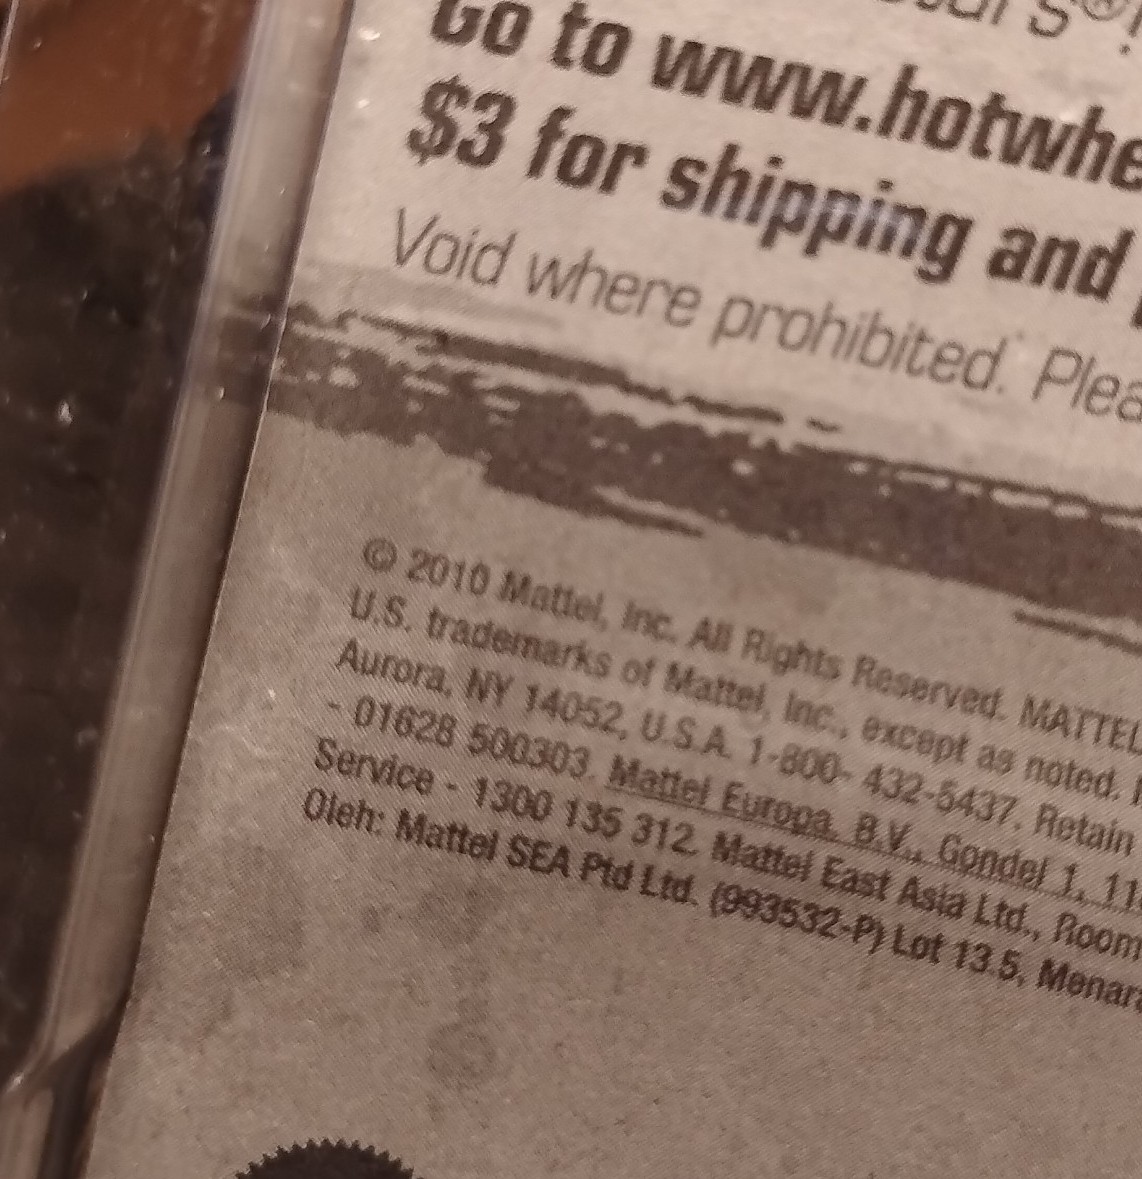 Go to www.hotwhe
$3 for shipping and
Void where prohibited. Plea
© 2010 Mattel, Inc. All Rights Reserved. MATTEL
U.S. trademarks of Mattel, Inc., except as noted.
Aurora, NY 14052, U.S.A. 1-800- 432-5437. Retain
- 01628 500303. Mattel Europa B.V., Gondel 1, 11
Service - 1300 135 312. Mattel East Asia Ltd., Room
Oleh: Mattel SEA Ptd Ltd. (993532-P) Lot 13.5, Menara